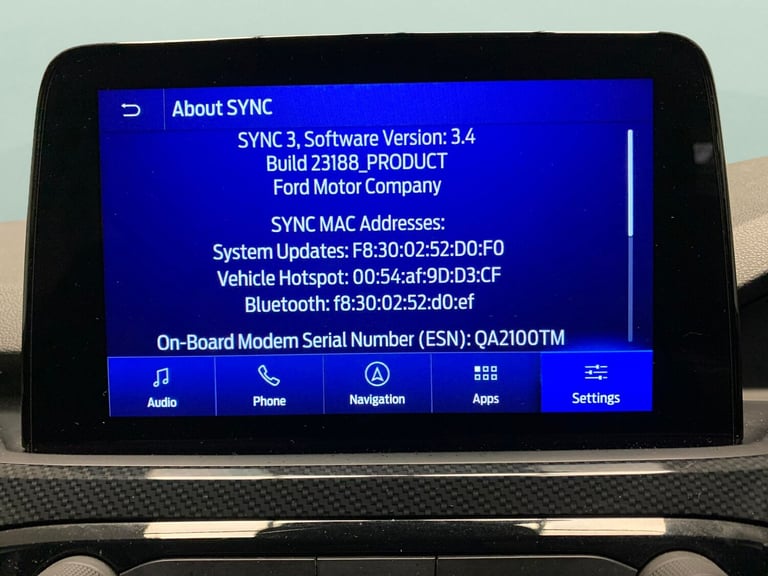 About SYNC
SYNC 3, Software Version: 3.4
Build 23188_PRODUCT
Ford Motor Company
SYNC MAC Addresses:
System Updates: F8:30:02:52:D0:F0
Vehicle Hotspot: 00:54:af:9D:D3:CF
Bluetooth: f8:30:02:52:d0:ef
On-Board Modem Serial Number (ESN): QA2100TM
Audio
Phone
Navigation
Apps
Settings